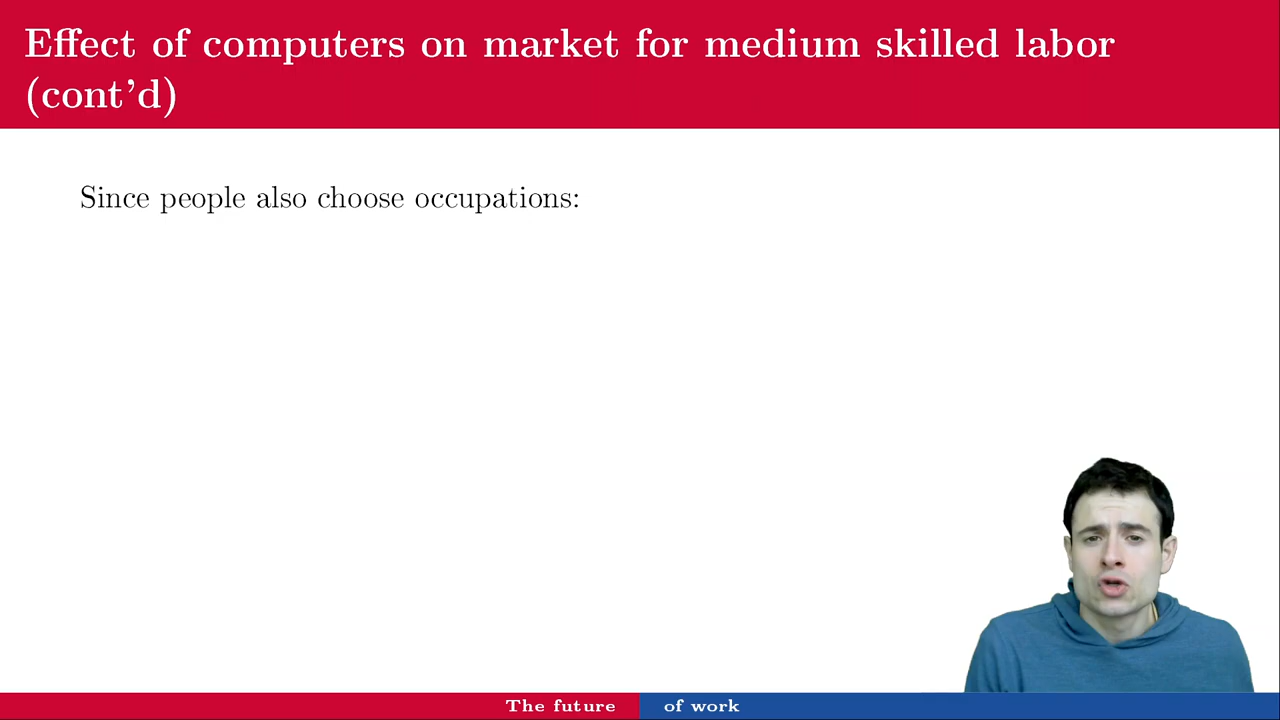 Effect of computers on market for medium skilled labor
(cont'd)
Since people also choose occupations:
The future of work